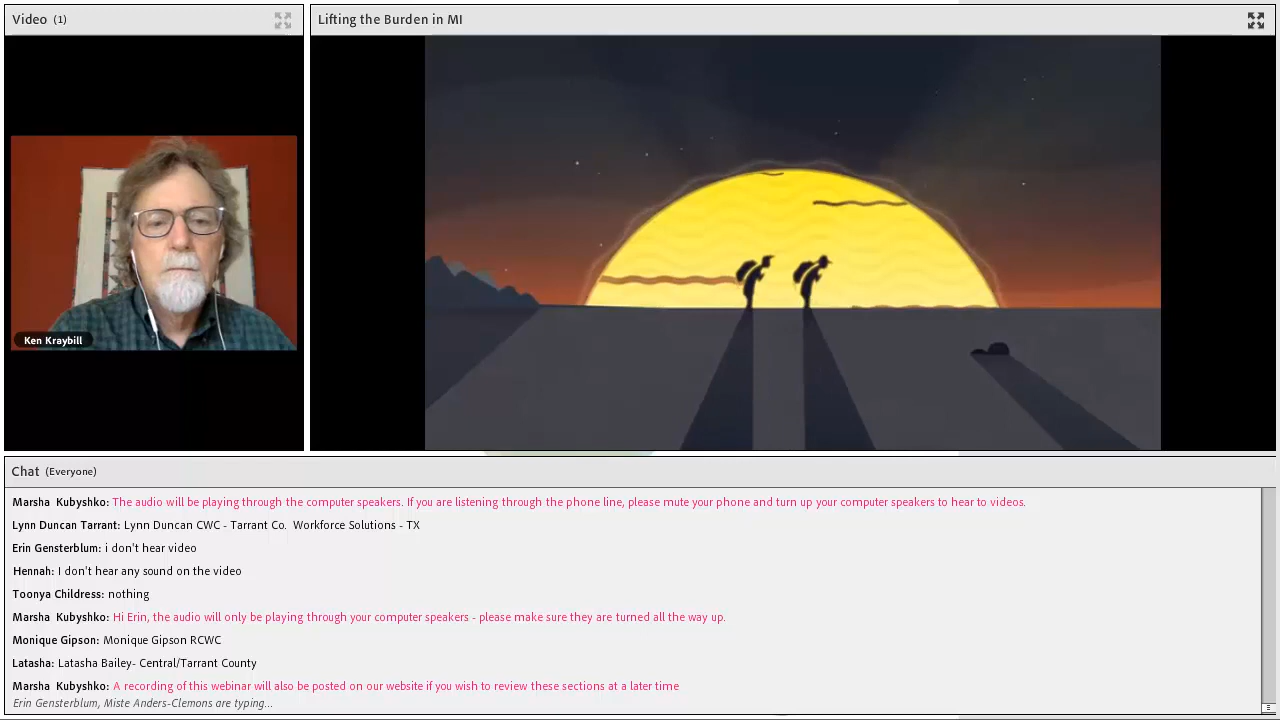 Video (1)
Lifting the Burden in MI
Ken Kraybill
Chat (Everyone)
Marsha Kubyshko: The audio will be playing through the computer speakers. If you are listening through the phone line, please mute your phone and turn up your computer speakers to hear to videos.
Lynn Duncan Tarrant: Lynn Duncan CWC - Tarrant Co. Workforce Solutions - TX
Erin Gensterblum: i don't hear video
Hennah: I don't hear any sound on the video
Toonya Childress: nothing
Marsha Kubyshko: Hi Erin, the audio will only be playing through your computer speakers - please make sure they are turned all the way up.
Monique Gipson: Monique Gipson RCWC
Latasha: Latasha Bailey- Central/Tarrant County
Marsha Kubyshko: A recording of this webinar will also be posted on our website if you wish to review these sections at a later time
Erin Gensterblum, Miste Anders-Clemons are typing...